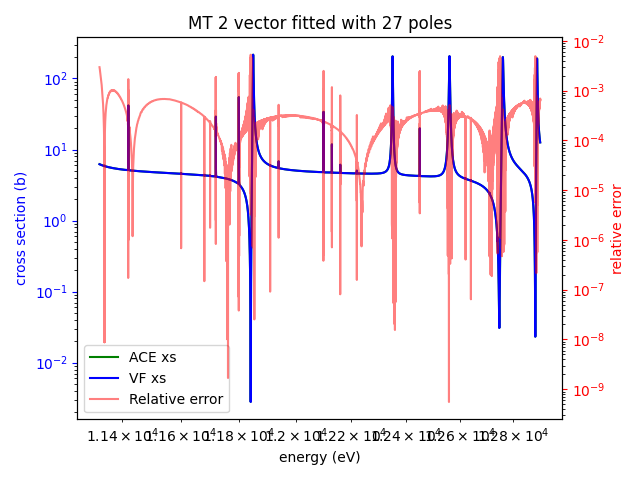 MT 2 vector fitted with 27 poles
10²
10¹
10⁰
10⁻¹
10⁻²
cross section (b)
10⁻²
10⁻³
10⁻⁴
10⁻⁵
10⁻⁶
10⁻⁷
10⁻⁸
10⁻⁹
relative error
ACE xs
VF xs
Relative error
1.14 × 10⁴ 1.16 × 10⁴ 1.18 × 10⁴ 1.2 × 10⁴ 1.22 × 10⁴ 1.24 × 10⁴ 1.26 × 10⁴ 1.28 × 10⁴
energy (eV)